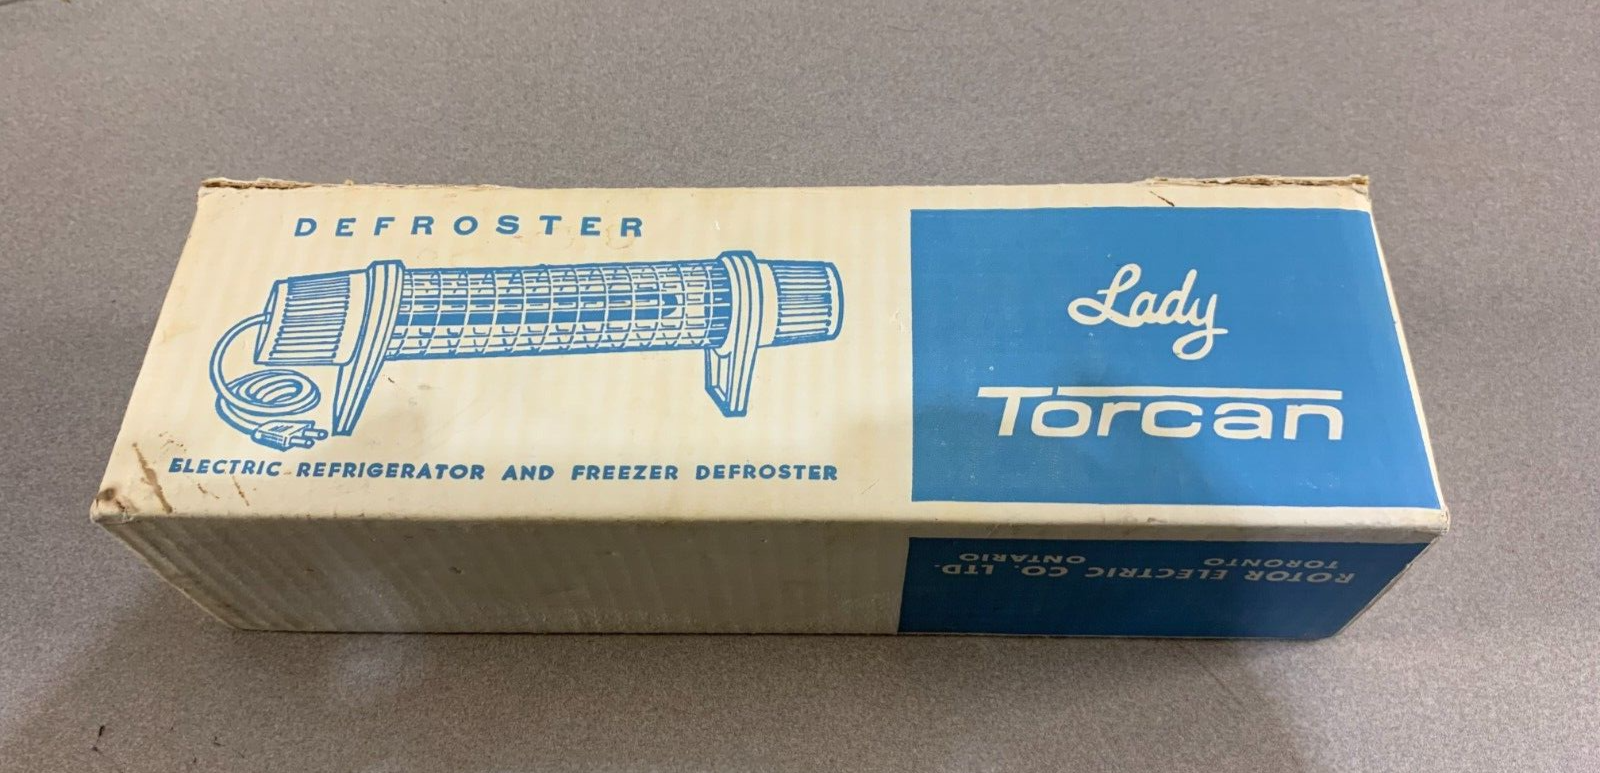 DEFROSTER
ELECTRIC REFRIGERATOR AND FREEZER DEFROSTER
Lady
Torcan
ROTOR ELECTRIC CO. LTD.
TORONTO ONTARIO